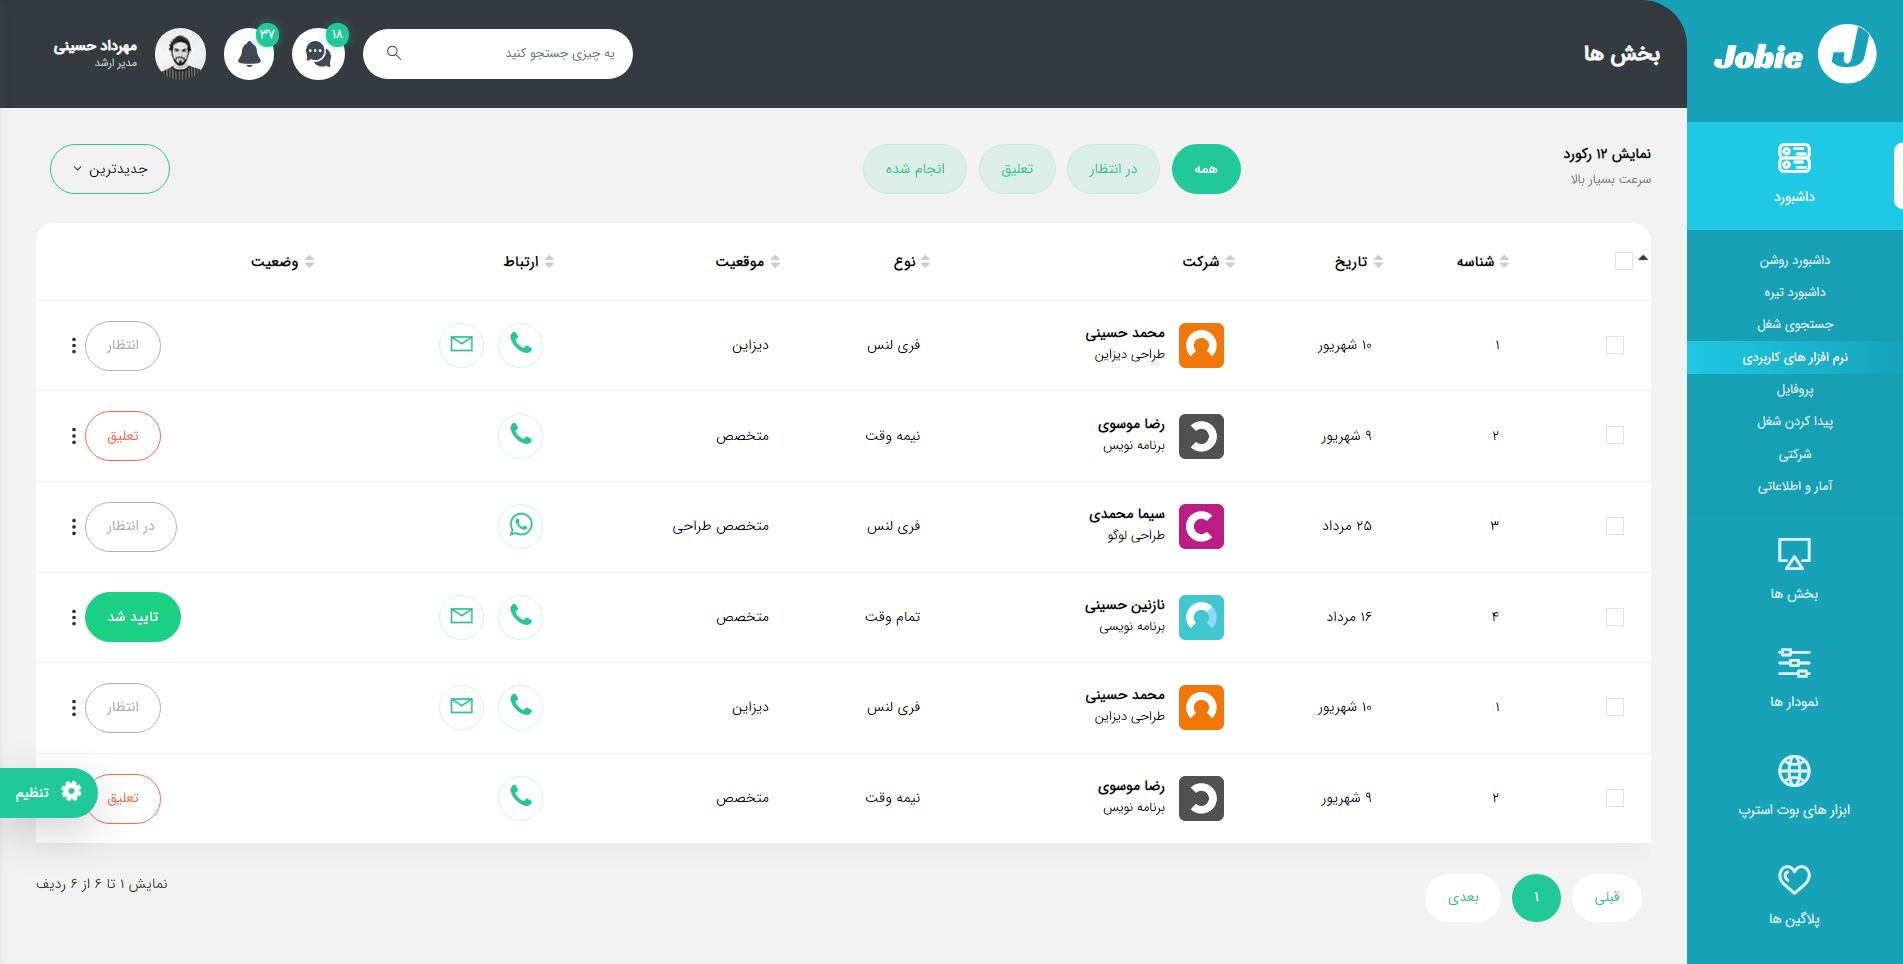 Jobie
بخش ها
یه چیزی جستجو کنید
۱۸
۳۷
مهرداد حسینی
مدیر ارشد
داشبورد
داشبورد روشن
داشبورد تیره
جستجوی شغل
نرم افزار های کاربردی
پروفایل
پیدا کردن شغل
شرکتی
آمار و اطلاعاتی
بخش ها
نمودار ها
ابزار های بوت استرپ
پلاگین ها
نمایش ۱۲ رکورد
سرعت بسیار بالا
همه
در انتظار
تعلیق
انجام شده
جدیدترین
شناسه تاریخ شرکت نوع موقعیت ارتباط وضعیت
۱ ۱۰ شهریور محمد حسینی فری لنس دیزاین انتظار
طراحی دیزاین
۲ ۹ شهریور رضا موسوی نیمه وقت متخصص تعلیق
برنامه نویس
۳ ۲۵ مرداد سیما محمدی فری لنس متخصص طراحی در انتظار
طراحی لوگو
۴ ۱۶ مرداد نازنین حسینی تمام وقت متخصص تایید شد
برنامه نویسی
۱ ۱۰ شهریور محمد حسینی فری لنس دیزاین انتظار
طراحی دیزاین
۲ ۹ شهریور رضا موسوی نیمه وقت متخصص تعلیق
برنامه نویس
تنظیم
قبلی
۱
بعدی
نمایش ۱ تا ۶ از ۶ ردیف